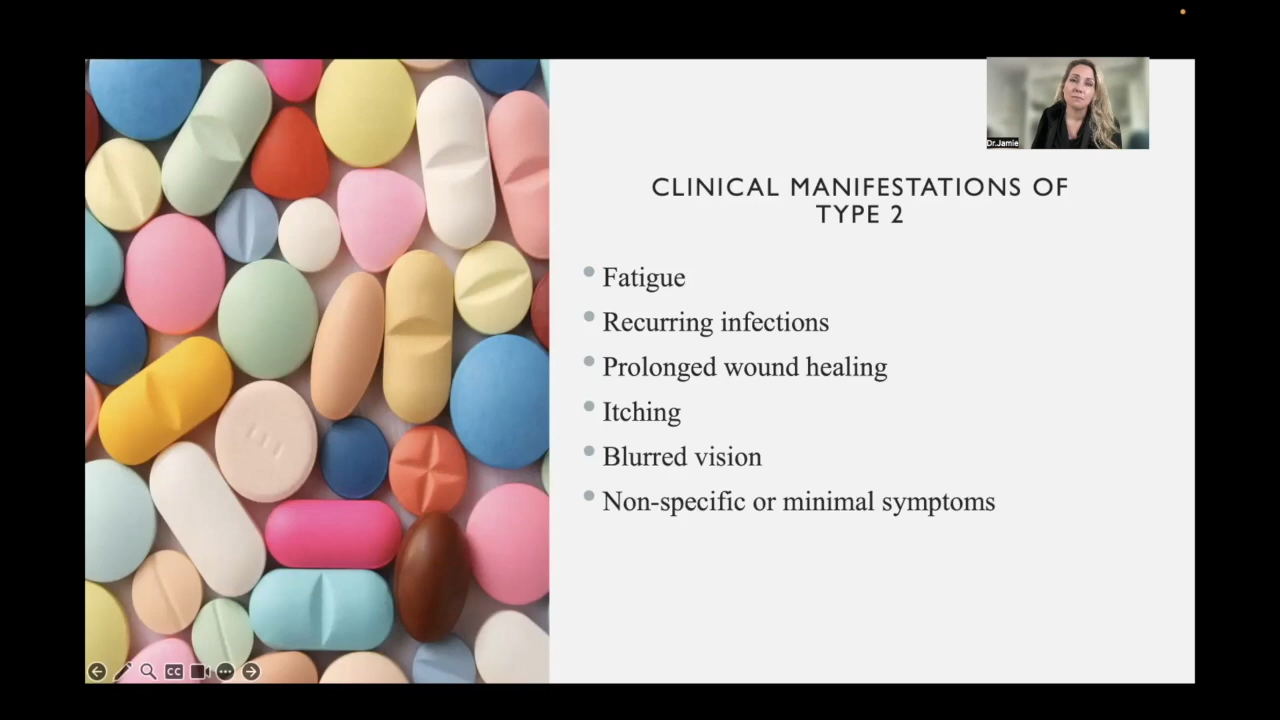 Dr.Jamie
CLINICAL MANIFESTATIONS OF
TYPE 2
Fatigue
Recurring infections
Prolonged wound healing
Itching
Blurred vision
Non-specific or minimal symptoms
CC